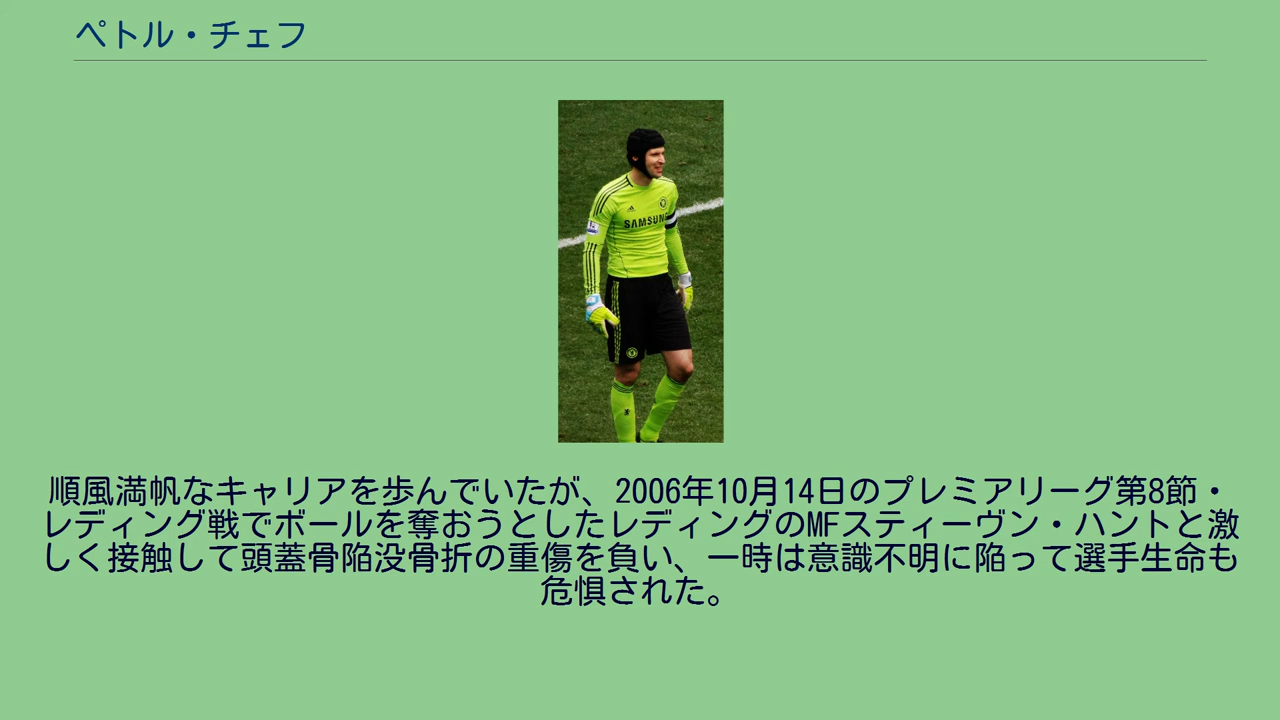 ペトル・チェフ
SAMSUNG
順風満帆なキャリアを歩んでいたが、2006年10月14日のプレミアリーグ第8節・
レディング戦でボールを奪おうとしたレディングのMFスティーヴン・ハントと激
しく接触して頭蓋骨陥没骨折の重傷を負い、一時は意識不明に陥って選手生命も
危惧された。